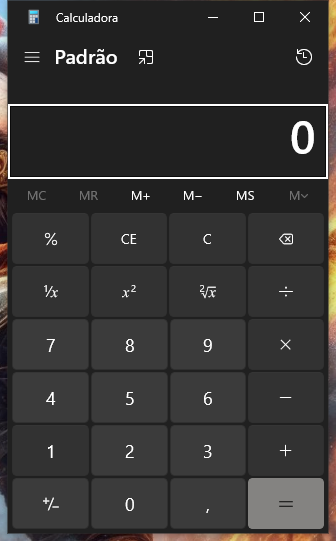 Calculadora
Padrão
0
MC MR M+ M− MS M
% CE C
¹/x x² ²√x ÷
7 8 9 ×
4 5 6 −
1 2 3 +
⁺/₋ 0 , =